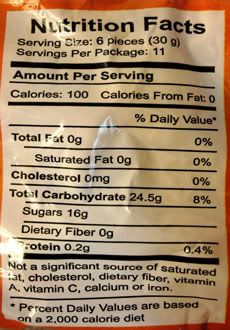 Nutrition Facts
Serving Size: 6 pieces (30 g)
Servings Per Package: 11
Amount Per Serving
Calories: 100 Calories From Fat: 0
% Daily Value*
Total Fat 0g 0%
Saturated Fat 0g 0%
Cholesterol 0mg 0%
Total Carbohydrate 24.5g 8%
Sugars 16g
Dietary Fiber 0g
Protein 0.2g 0.4%
Not a significant source of saturated
fat, cholesterol, dietary fiber, vitamin
A, vitamin C, calcium or iron.
* Percent Daily Values are based
on a 2,000 calorie diet